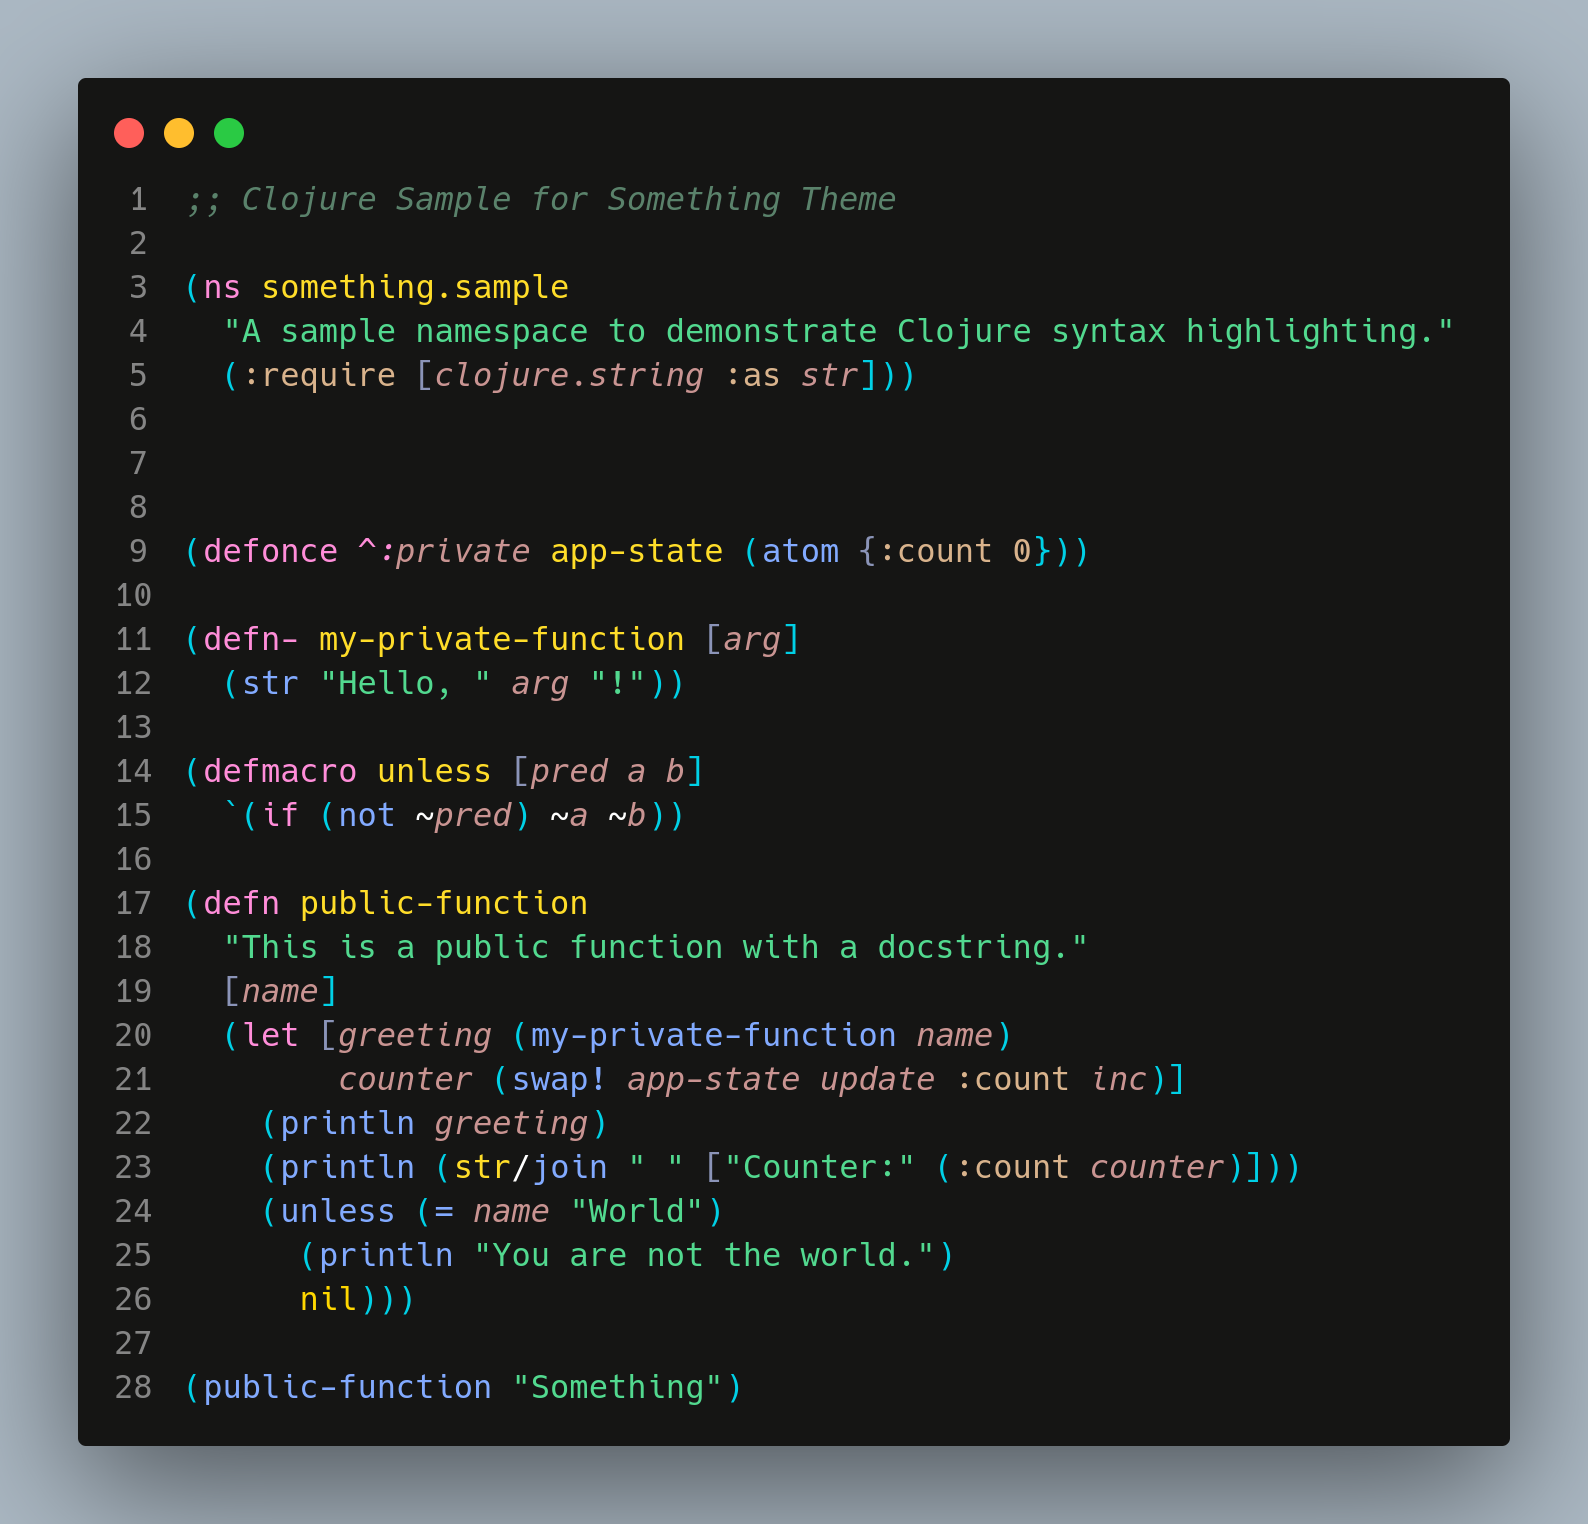 1 ;; Clojure Sample for Something Theme
2
3 (ns something.sample
4   "A sample namespace to demonstrate Clojure syntax highlighting."
5   (:require [clojure.string :as str]))
6
7
8
9 (defonce ^:private app-state (atom {:count 0}))
10
11 (defn- my-private-function [arg]
12   (str "Hello, " arg "!"))
13
14 (defmacro unless [pred a b]
15   `(if (not ~pred) ~a ~b))
16
17 (defn public-function
18   "This is a public function with a docstring."
19   [name]
20   (let [greeting (my-private-function name)
21         counter (swap! app-state update :count inc)]
22     (println greeting)
23     (println (str/join " " ["Counter:" (:count counter)]))
24     (unless (= name "World")
25       (println "You are not the world.")
26       nil)))
27
28 (public-function "Something")